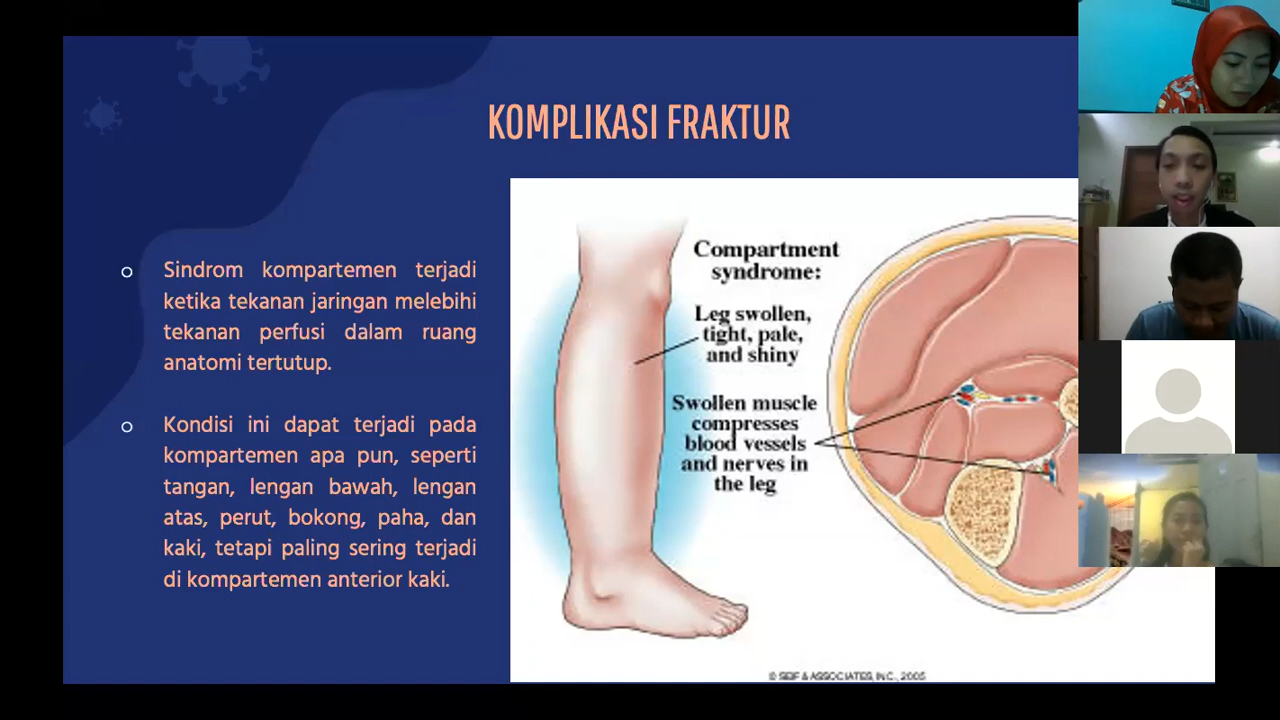 KOMPLIKASI FRAKTUR
Sindrom kompartemen terjadi
ketika tekanan jaringan melebihi
tekanan perfusi dalam ruang
anatomi tertutup.
Kondisi ini dapat terjadi pada
kompartemen apa pun, seperti
tangan, lengan bawah, lengan
atas, perut, bokong, paha, dan
kaki, tetapi paling sering terjadi
di kompartemen anterior kaki.
Compartment
syndrome:
Leg swollen,
tight, pale,
and shiny
Swollen muscle
compresses
blood vessels
and nerves in
the leg
© SEIF & ASSOCIATES, INC., 2005